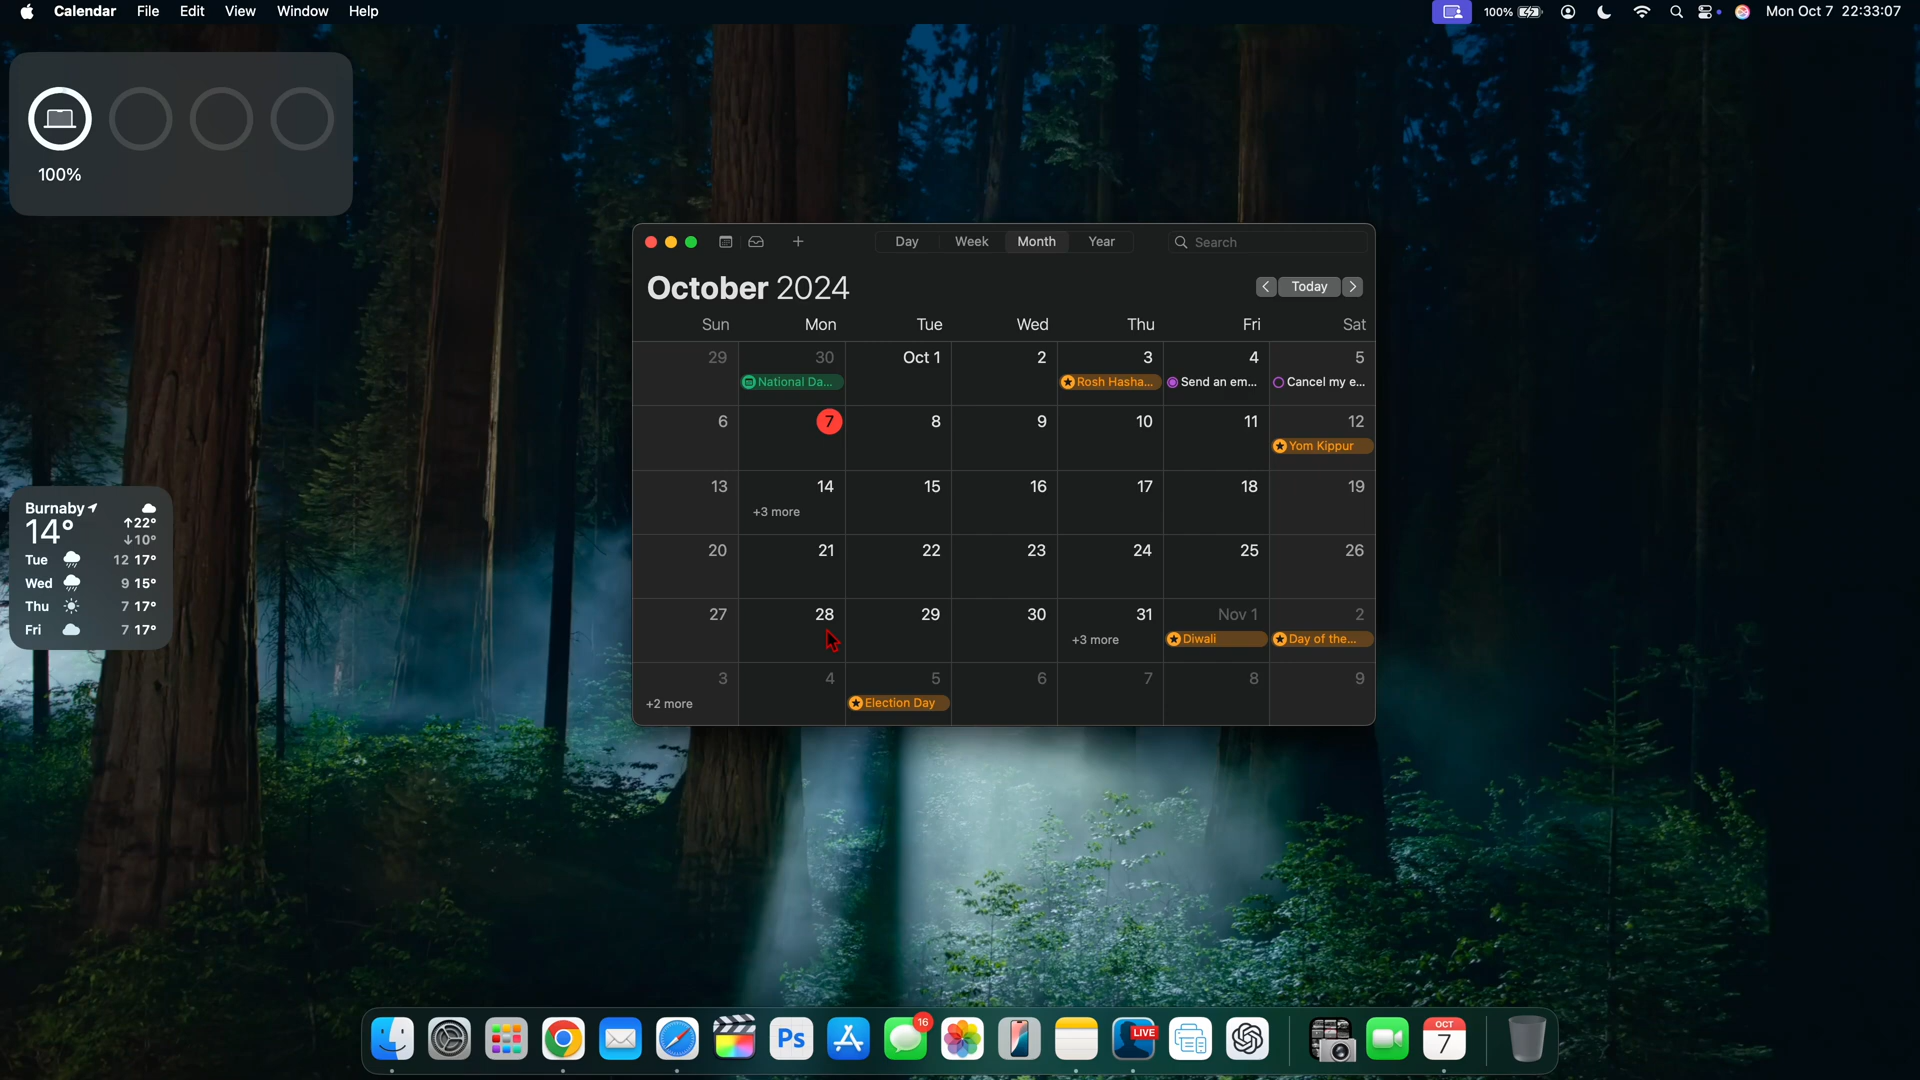 Calendar File Edit View Window Help
100% Mon Oct 7 22:33:07
100%
Burnaby
14°
↑22°
↓10°
Tue 12 17°
Wed 9 15°
Thu 7 17°
Fri 7 17°
Day Week Month Year
Search
October 2024
Today
Sun Mon Tue Wed Thu Fri Sat
29 30 Oct 1 2 3 4 5
National Da... Rosh Hasha... Send an em... Cancel my e...
6 7 8 9 10 11 12
Yom Kippur
13 14 15 16 17 18 19
+3 more
20 21 22 23 24 25 26
27 28 29 30 31 Nov 1 2
+3 more Diwali Day of the...
3 4 5 6 7 8 9
+2 more Election Day
Ps
16
LIVE
OCT
7